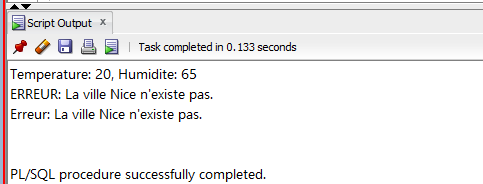 Script Output x
Task completed in 0.133 seconds
Temperature: 20, Humidite: 65
ERREUR: La ville Nice n'existe pas.
Erreur: La ville Nice n'existe pas.
PL/SQL procedure successfully completed.